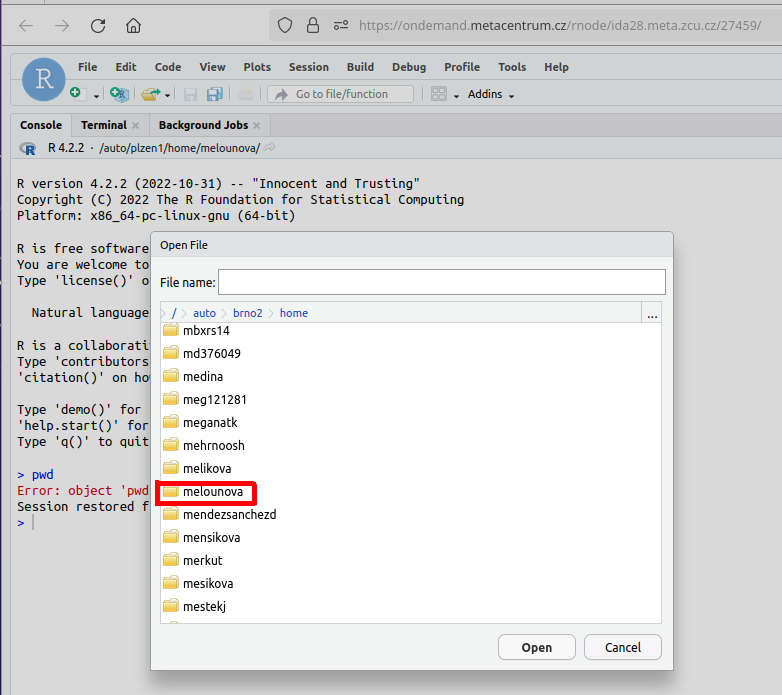 https://ondemand.metacentrum.cz/rnode/ida28.meta.zcu.cz/27459/
R
File Edit Code View Plots Session Build Debug Profile Tools Help
Go to file/function Addins
Console Terminal Background Jobs
R R 4.2.2 · /auto/plzen1/home/melounova/
R version 4.2.2 (2022-10-31) -- "Innocent and Trusting"
Copyright (C) 2022 The R Foundation for Statistical Computing
Platform: x86_64-pc-linux-gnu (64-bit)
R is free software
You are welcome to
Type 'license()' o
Natural language
R is a collaborati
Type 'contributors
'citation()' on how
Type 'demo()' for
'help.start()' for
Type 'q()' to quit
> pwd
Error: object 'pwd
Session restored f
>
Open File
File name:
/ auto brno2 home ...
mbxrs14
md376049
medina
meg121281
meganatk
mehrnoosh
melikova
melounova
mendezsanchezd
mensikova
merkut
mesikova
mestekj
Open Cancel